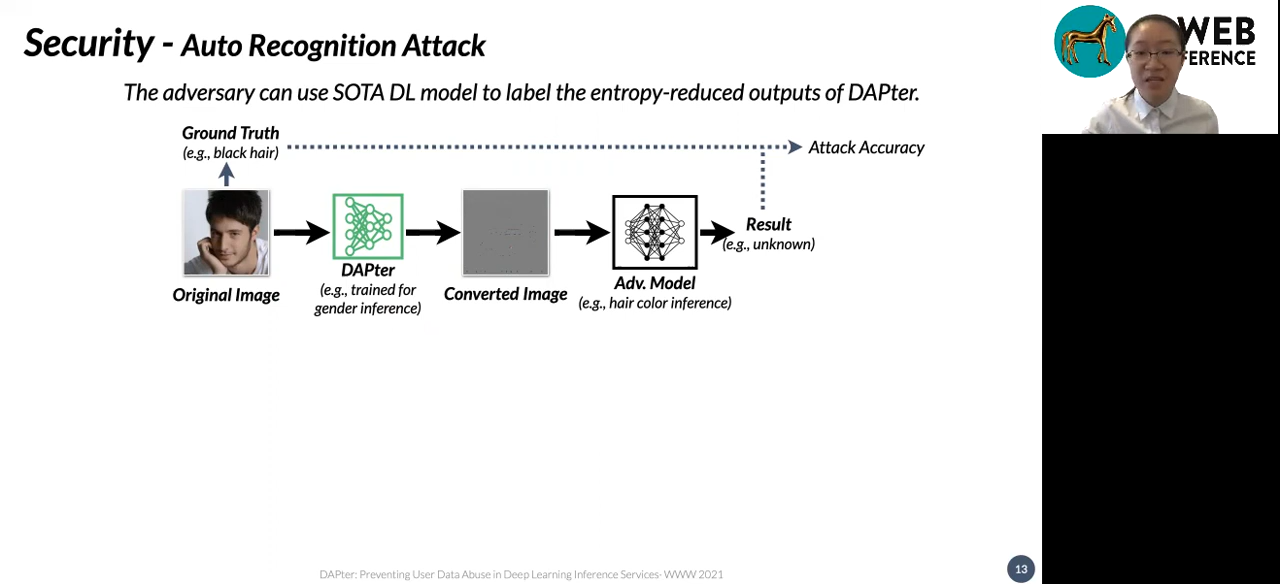 Security - Auto Recognition Attack
WEB
FERENCE
The adversary can use SOTA DL model to label the entropy-reduced outputs of DAPter.
Ground Truth
(e.g., black hair)
Attack Accuracy
Original Image
DAPter
(e.g., trained for
gender inference)
Converted Image
Adv. Model
(e.g., hair color inference)
Result
(e.g., unknown)
DAPter: Preventing User Data Abuse in Deep Learning Inference Services- WWW 2021
13